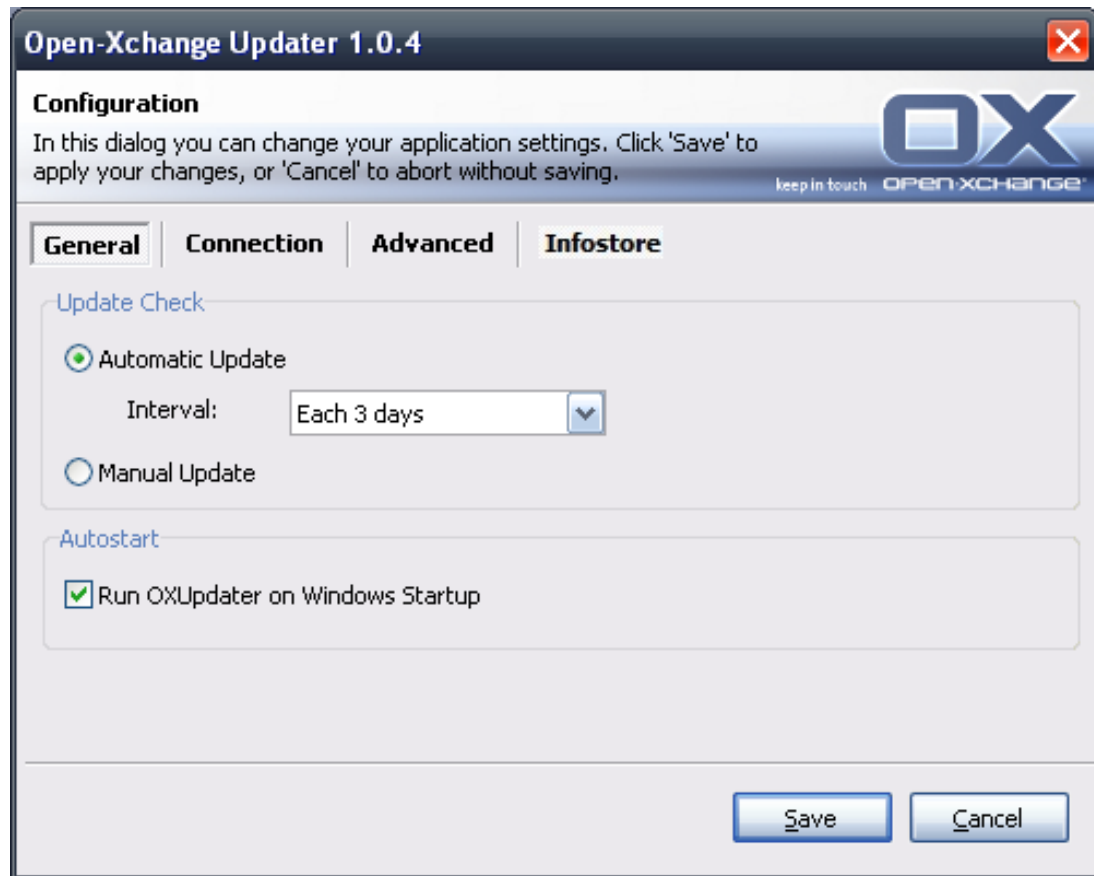 Open-Xchange Updater 1.0.4
Configuration
In this dialog you can change your application settings. Click 'Save' to
apply your changes, or 'Cancel' to abort without saving.
OX
keep in touch OPEN-XCHANGE
General Connection Advanced Infostore
Update Check
Automatic Update
Interval: Each 3 days
Manual Update
Autostart
Run OXUpdater on Windows Startup
Save Cancel